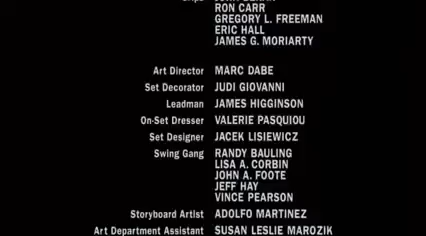 RON CARR
GREGORY L. FREEMAN
ERIC HALL
JAMES G. MORIARTY
Art Director MARC DABE
Set Decorator JUDI GIOVANNI
Leadman JAMES HIGGINSON
On-Set Dresser VALERIE PASQUIOU
Set Designer JACEK LISIEWICZ
Swing Gang RANDY BAULING
LISA A. CORBIN
JOHN A. FOOTE
JEFF HAY
VINCE PEARSON
Storyboard Artist ADOLFO MARTINEZ
Art Department Assistant SUSAN LESLIE MAROZIK